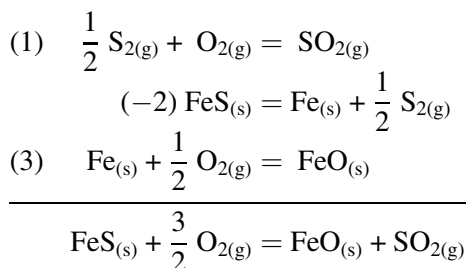 (1) 1/2 S₂(g) + O₂(g) = SO₂(g)
(−2) FeS(s) = Fe(s) + 1/2 S₂(g)
(3) Fe(s) + 1/2 O₂(g) = FeO(s)
FeS(s) + 3/2 O₂(g) = FeO(s) + SO₂(g)